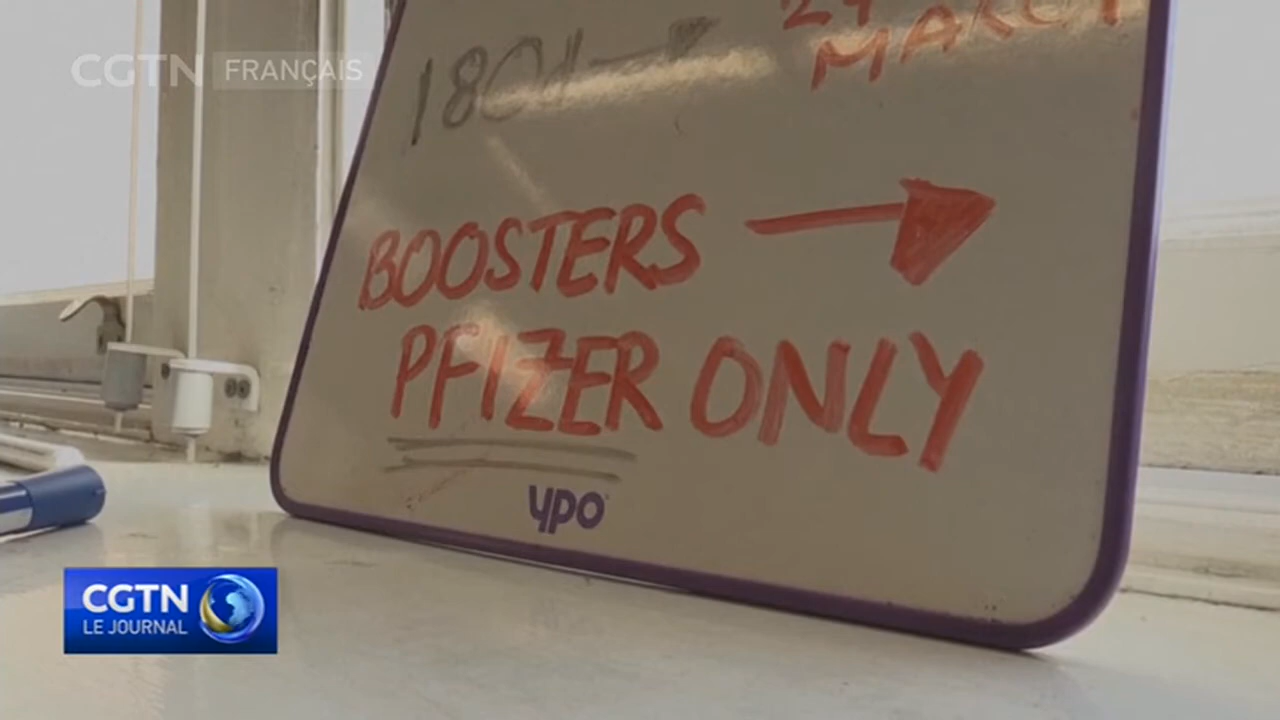 CGTN FRANÇAIS
MARCH
BOOSTERS
PFIZER ONLY
ypo
CGTN
LE JOURNAL